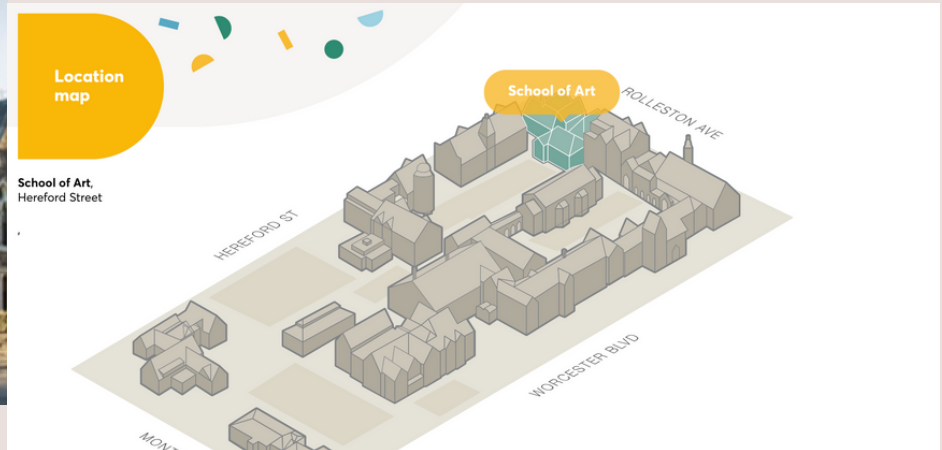 Location
map
School of Art
ROLLESTON AVE
School of Art,
Hereford Street
,
HEREFORD ST
WORCESTER BLVD